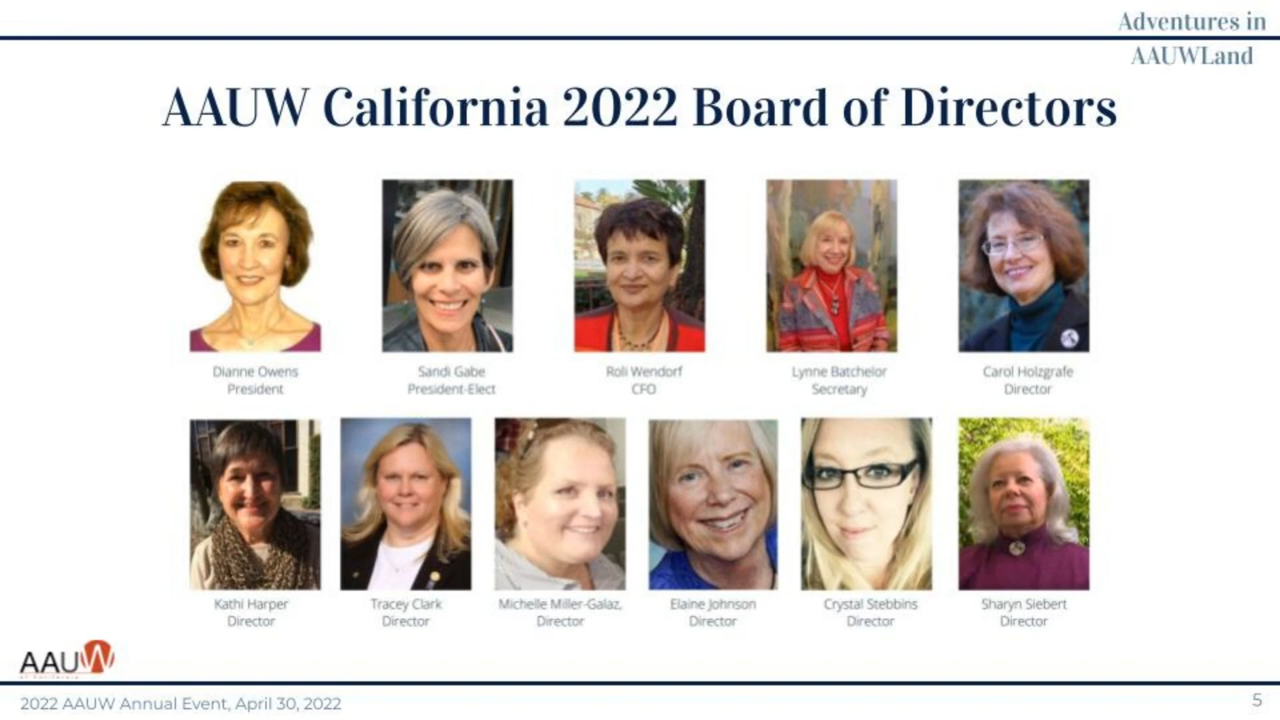 Adventures in
AAUWLand
AAUW California 2022 Board of Directors
Dianne Owens
President
Sandi Gabe
President-Elect
Roli Wendorf
CFO
Lynne Batchelor
Secretary
Carol Holzgrafe
Director
Kathi Harper
Director
Tracey Clark
Director
Michelle Miller-Galaz,
Director
Elaine Johnson
Director
Crystal Stebbins
Director
Sharyn Siebert
Director
AAUW
of California
2022 AAUW Annual Event, April 30, 2022
5